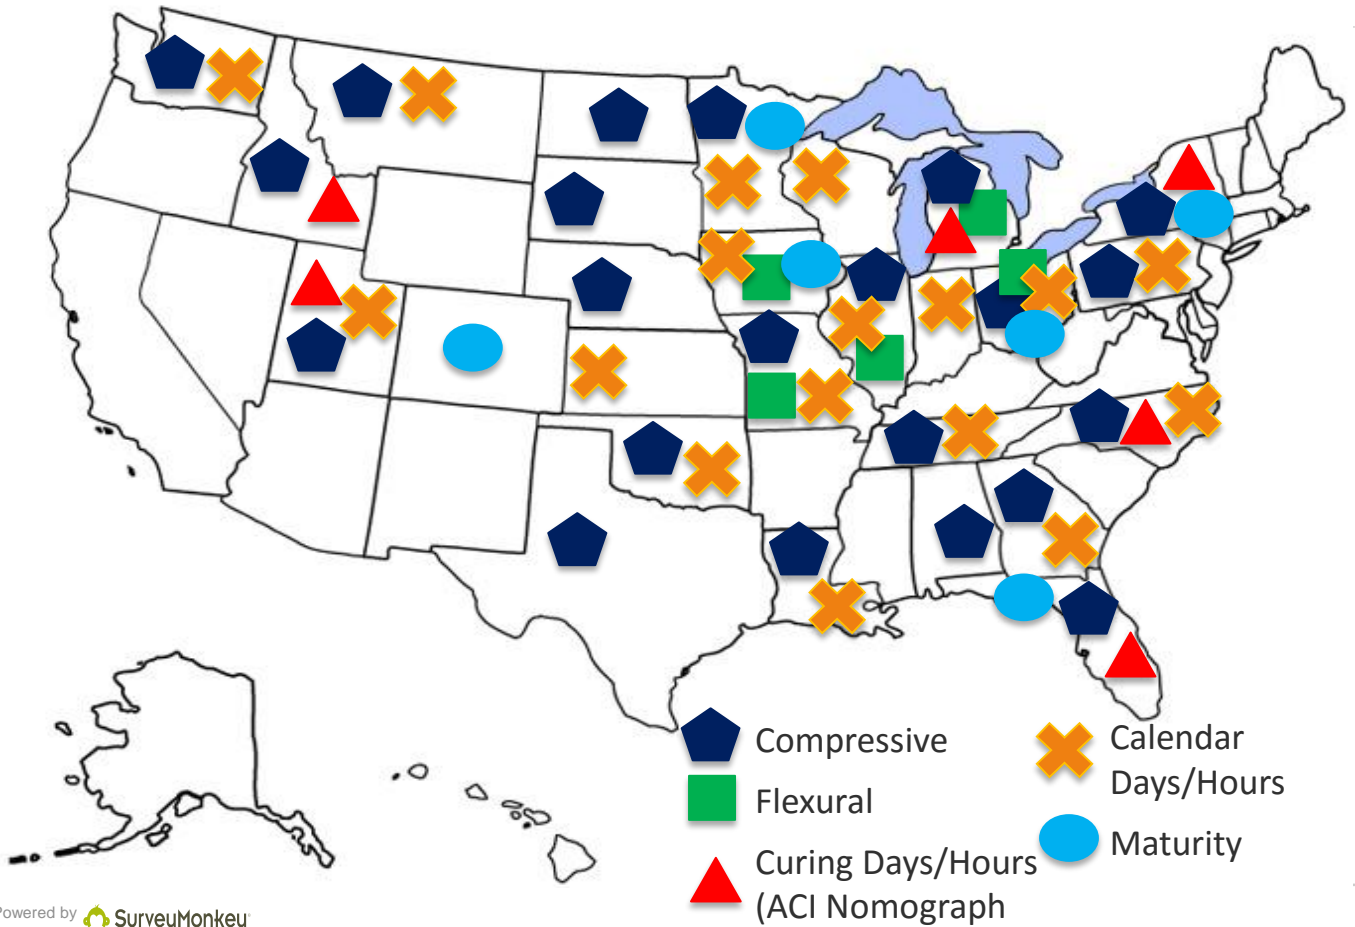 Compressive
Flexural
Curing Days/Hours
(ACI Nomograph
Calendar
Days/Hours
Maturity
Powered by SurveyMonkey